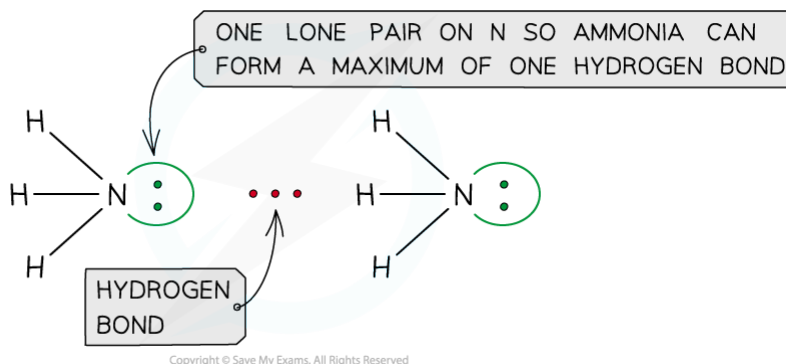 ONE LONE PAIR ON N SO AMMONIA CAN
FORM A MAXIMUM OF ONE HYDROGEN BOND
H H
H N : H N :
H H
HYDROGEN
BOND
Copyright © Save My Exams. All Rights Reserved